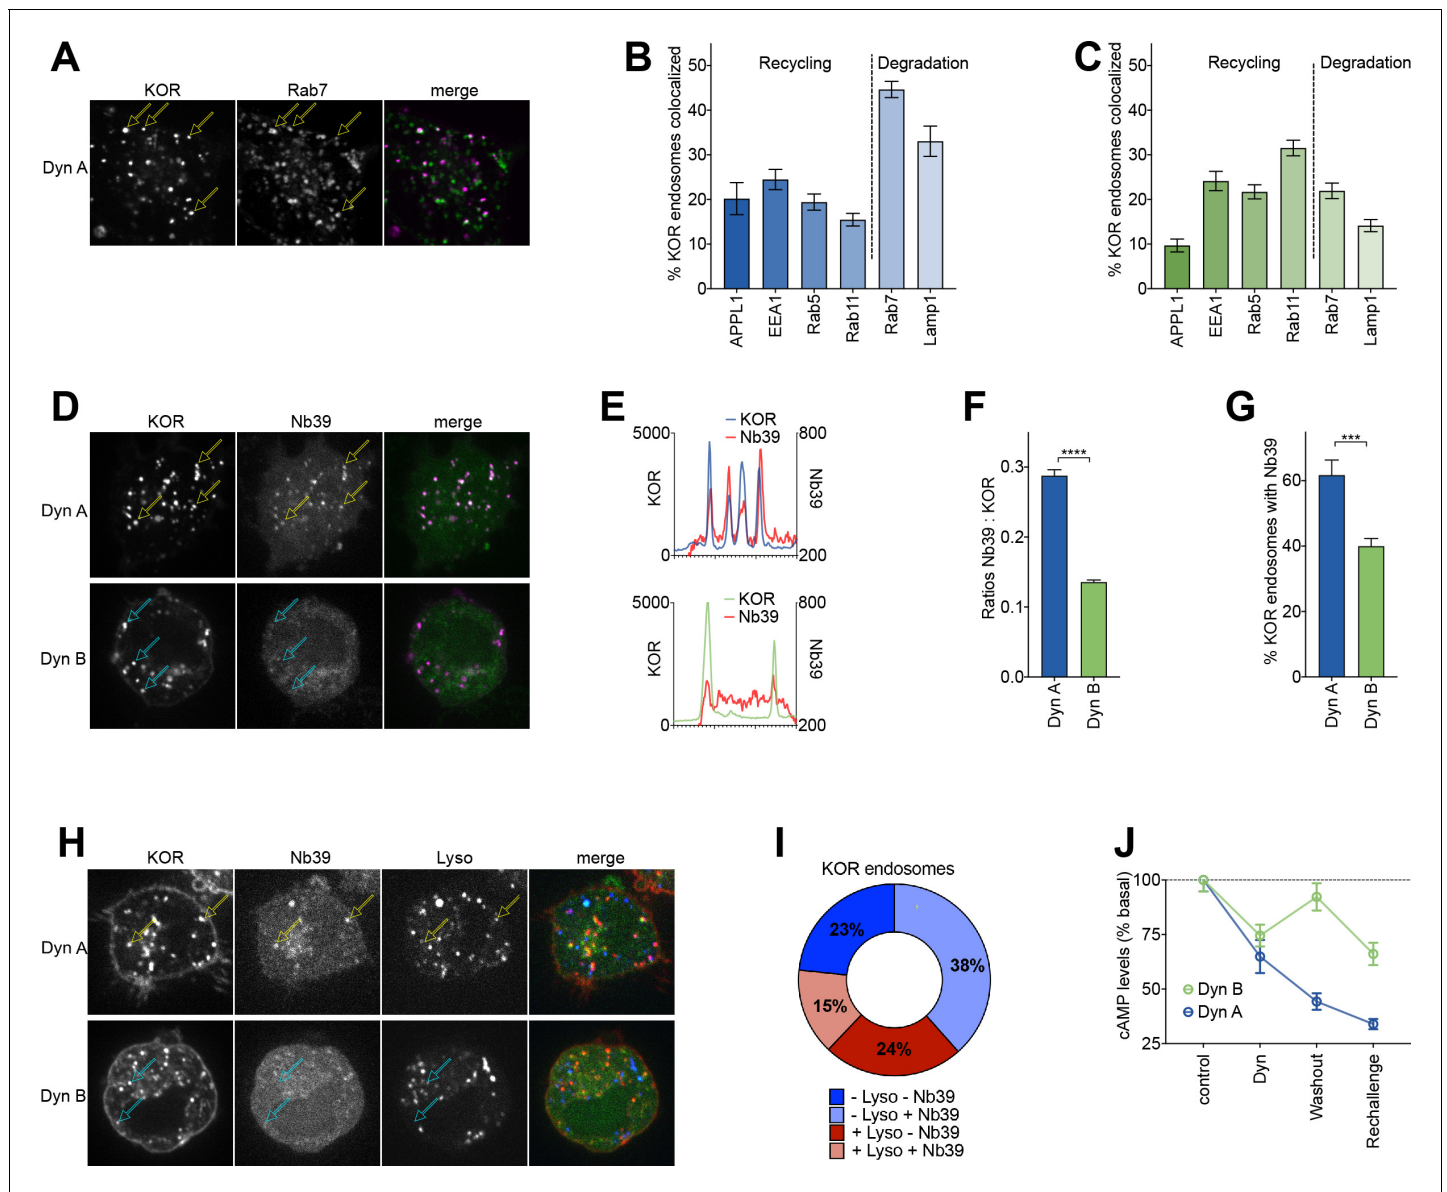 A
KOR
Rab7
merge
Dyn A
B
% KOR endosomes colocalized
50
40
30
20
10
0
Recycling
Degradation
APPL1
EEA1
Rab5
Rab11
Rab7
Lamp1
C
% KOR endosomes colocalized
50
40
30
20
10
0
Recycling
Degradation
APPL1
EEA1
Rab5
Rab11
Rab7
Lamp1
D
KOR
Nb39
merge
Dyn A
Dyn B
E
KOR
Nb39
5000
800
KOR
Nb39
0
200
KOR
Nb39
5000
800
KOR
Nb39
0
200
F
Ratios Nb39 : KOR
0.3
0.2
0.1
0.0
****
Dyn A
Dyn B
G
% KOR endosomes with Nb39
60
40
20
0
***
Dyn A
Dyn B
H
KOR
Nb39
Lyso
merge
Dyn A
Dyn B
I
KOR endosomes
23%
38%
15%
24%
- Lyso - Nb39
- Lyso + Nb39
+ Lyso - Nb39
+ Lyso + Nb39
J
cAMP levels (% basal)
100
75
50
25
Dyn B
Dyn A
control
Dyn
Washout
Rechallenge